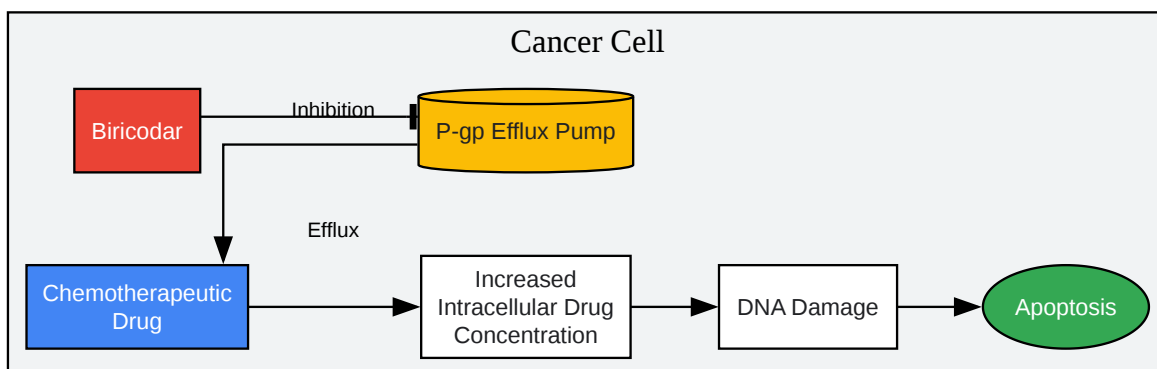 Cancer Cell
Biricodar
Inhibition
P-gp Efflux Pump
Efflux
Chemotherapeutic
Drug
Increased
Intracellular Drug
Concentration
DNA Damage
Apoptosis